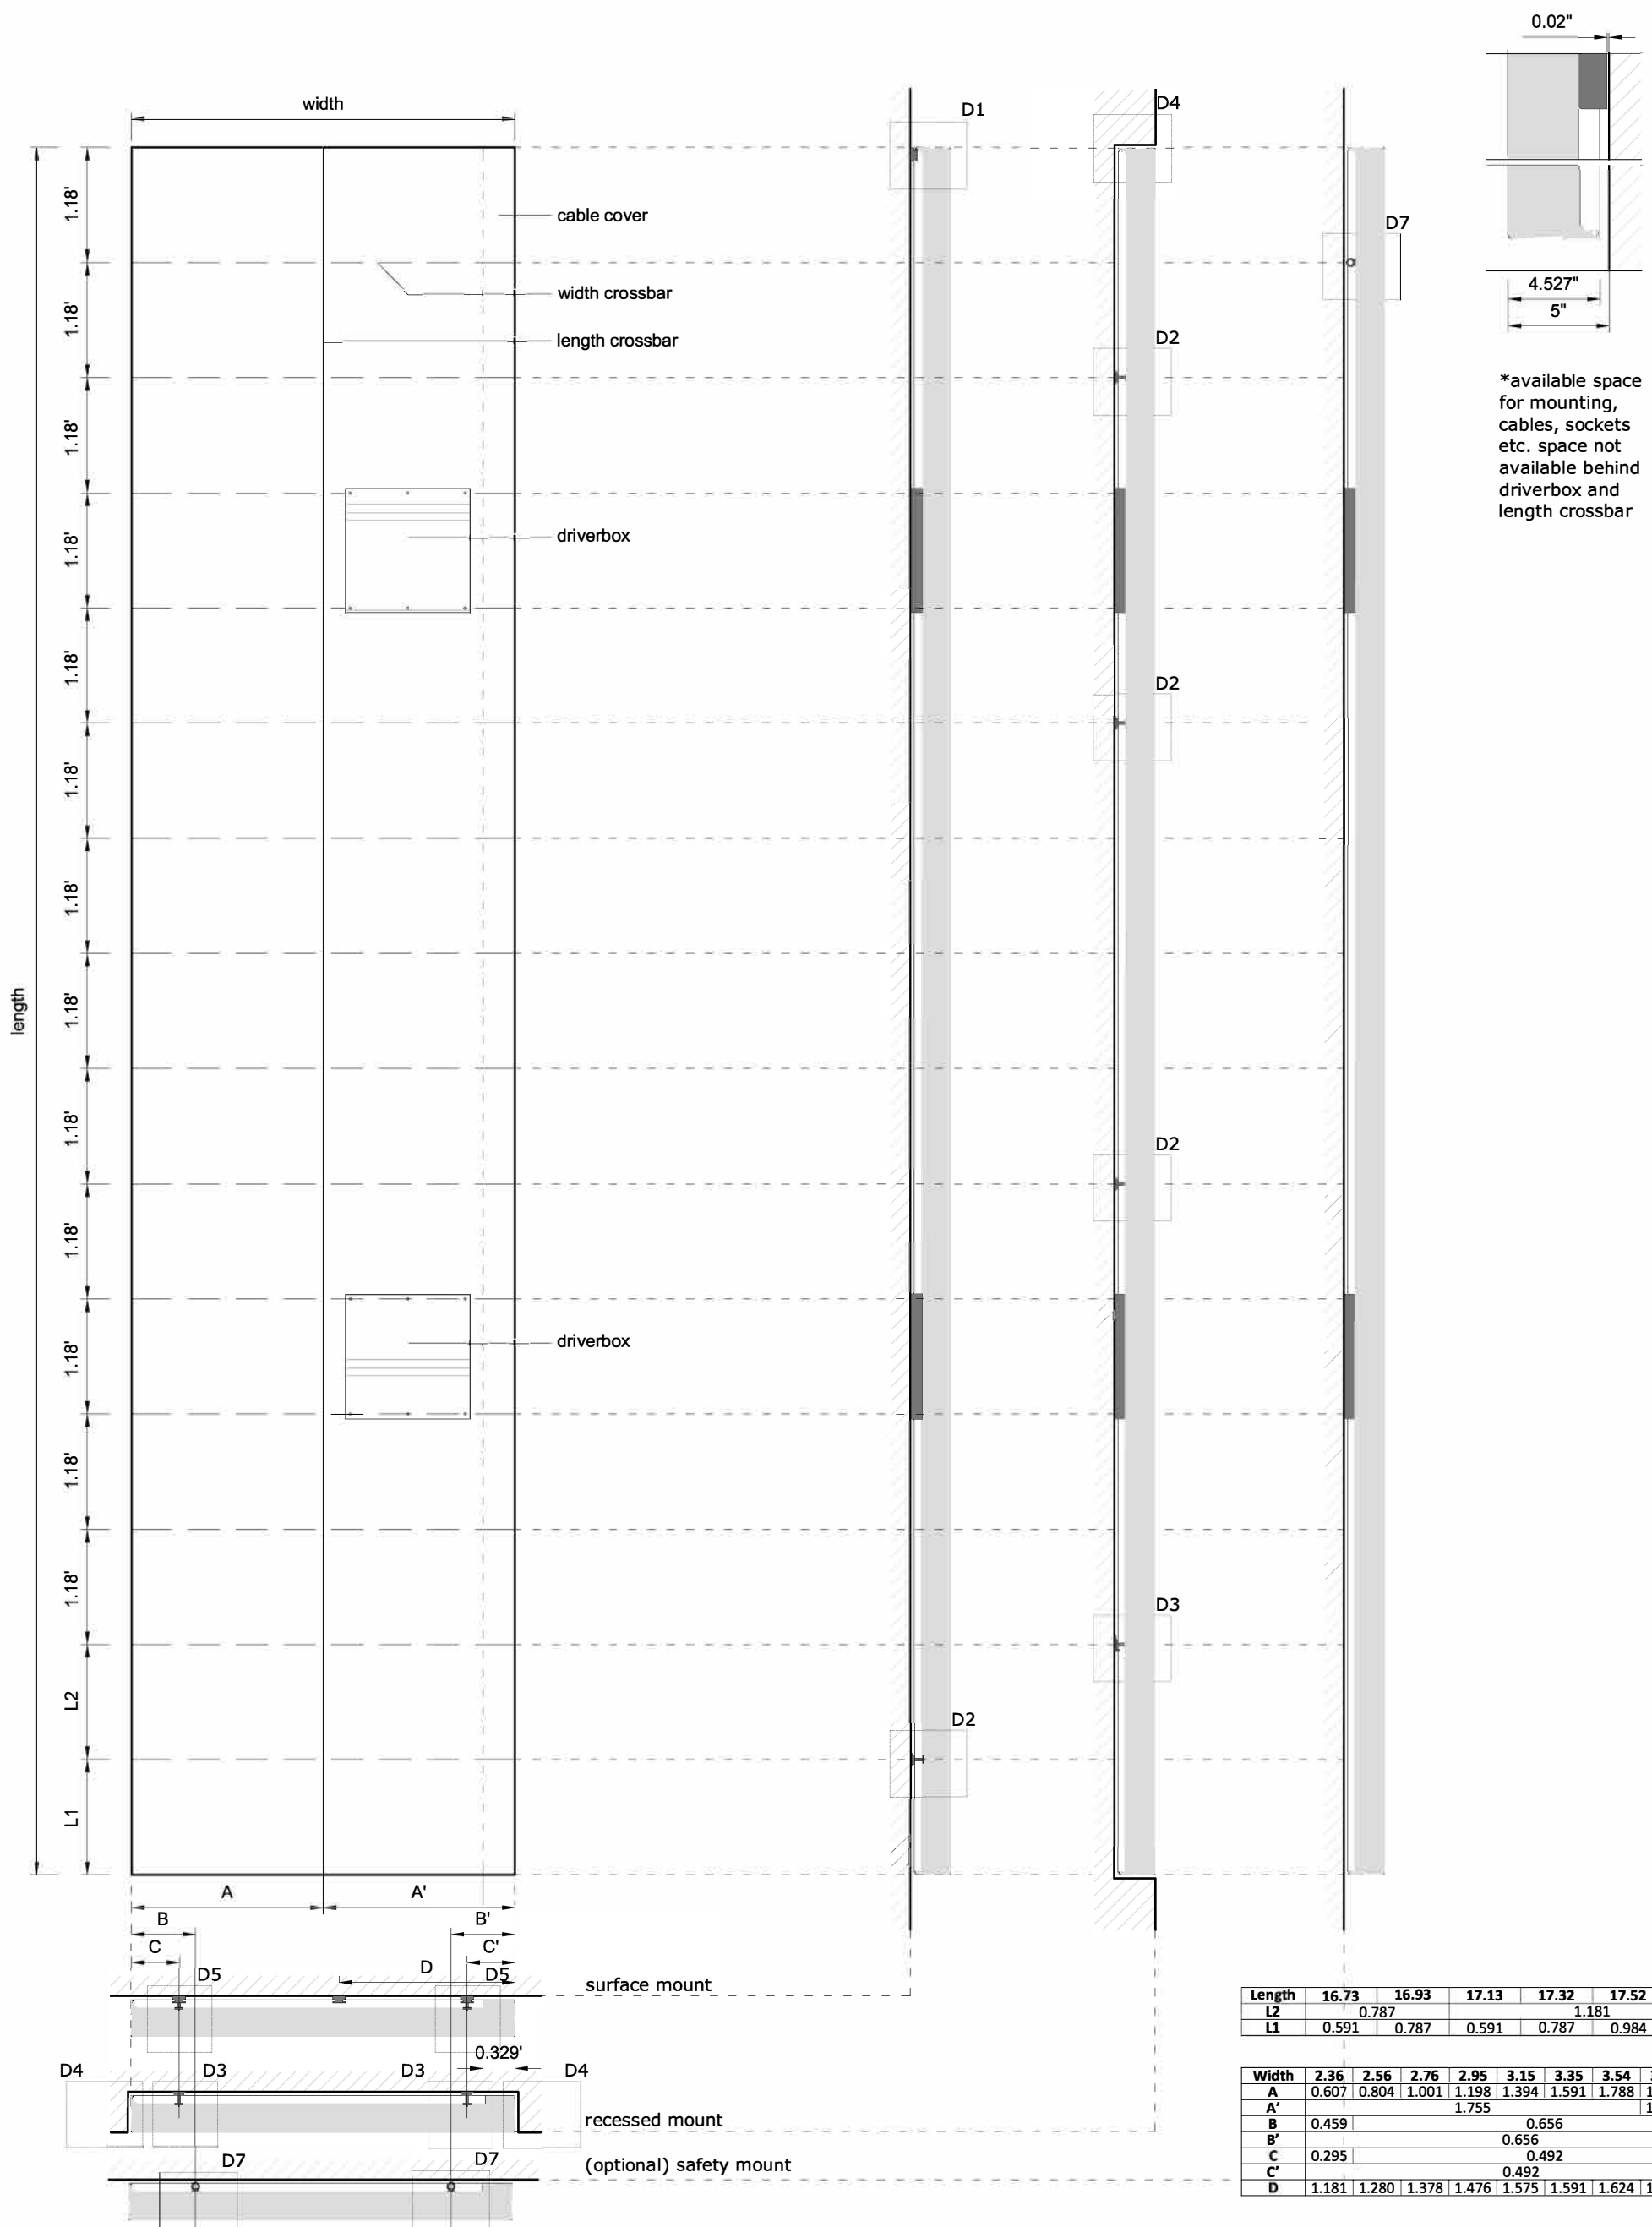 0.02"
width
D1
D4
1.18'
cable cover
D7
4.527"
5"
width crossbar
1.18'
length crossbar
D2
*available space
for mounting,
cables, sockets
etc. space not
available behind
driverbox and
length crossbar
1.18'
1.18'
driverbox
1.18'
D2
1.18'
1.18'
length
1.18'
1.18'
D2
1.18'
1.18'
driverbox
1.18'
1.18'
D3
L2
D2
L1
A A'
B B'
C C'
D5 D D5
surface mount
0.329'
D4 D3 D3 D4
recessed mount
D7 D7
(optional) safety mount
Length 16.73 16.93 17.13 17.32 17.52
L2 0.787 1.181
L1 0.591 0.787 0.591 0.787 0.984
Width 2.36 2.56 2.76 2.95 3.15 3.35 3.54
A 0.607 0.804 1.001 1.198 1.394 1.591 1.788 1
A' 1.755 1
B 0.459 0.656
B' 0.656
C 0.295 0.492
C' 0.492
D 1.181 1.280 1.378 1.476 1.575 1.591 1.624 1